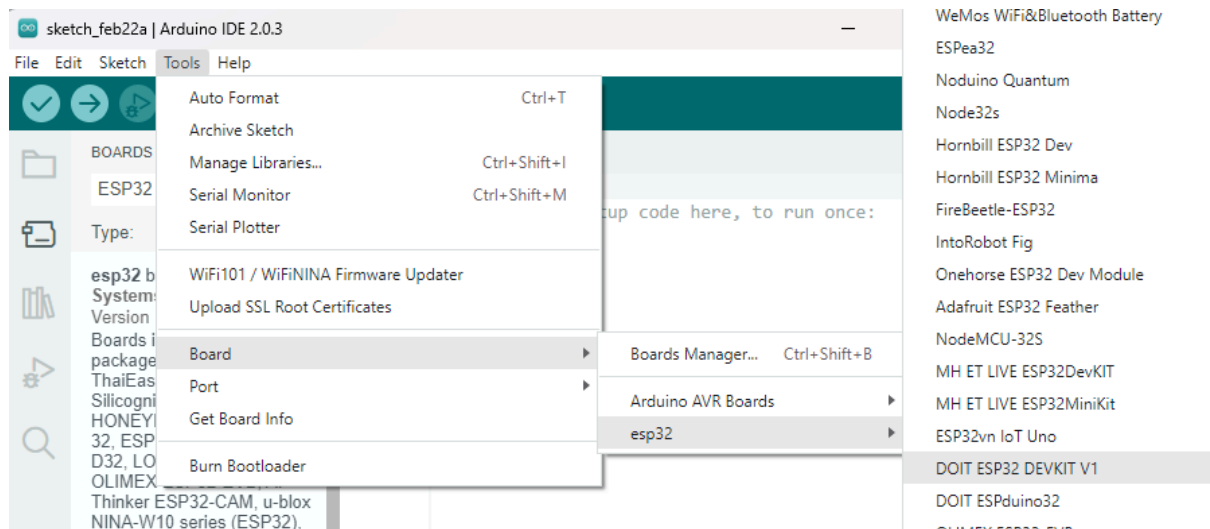 sketch_feb22a | Arduino IDE 2.0.3
File Edit Sketch Tools Help
BOARDS
ESP32
Type:
esp32 b
System
Version
Boards i
package
ThaiEas
Silicogni
HONEY
32, ESP
D32, LO
OLIMEX
Thinker ESP32-CAM, u-blox
NINA-W10 series (ESP32),
Auto Format Ctrl+T
Archive Sketch
Manage Libraries... Ctrl+Shift+I
Serial Monitor Ctrl+Shift+M
Serial Plotter
WiFi101 / WiFiNINA Firmware Updater
Upload SSL Root Certificates
Board
Port
Get Board Info
Burn Bootloader
up code here, to run once:
Boards Manager... Ctrl+Shift+B
Arduino AVR Boards
esp32
WeMos WiFi&Bluetooth Battery
ESPea32
Noduino Quantum
Node32s
Hornbill ESP32 Dev
Hornbill ESP32 Minima
FireBeetle-ESP32
IntoRobot Fig
Onehorse ESP32 Dev Module
Adafruit ESP32 Feather
NodeMCU-32S
MH ET LIVE ESP32DevKIT
MH ET LIVE ESP32MiniKit
ESP32vn IoT Uno
DOIT ESP32 DEVKIT V1
DOIT ESPduino32